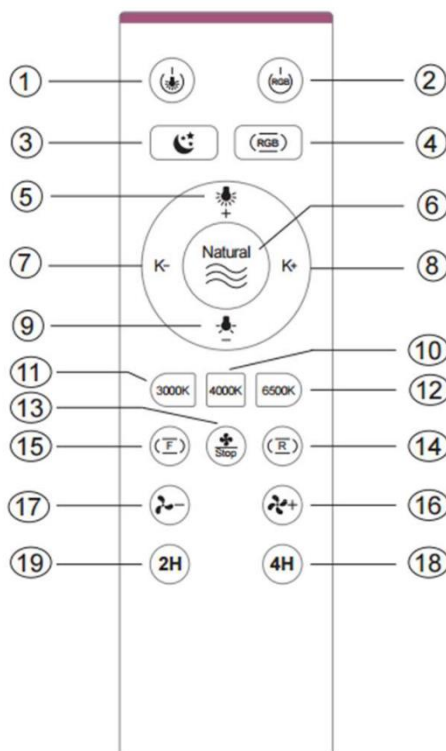 1 RGB 2
3 RGB 4
5 +
Natural 6
7 K- K+ 8
9 -
10
11 3000K 4000K 6500K 12
13
15 F Stop R 14
17 - + 16
19 2H 4H 18